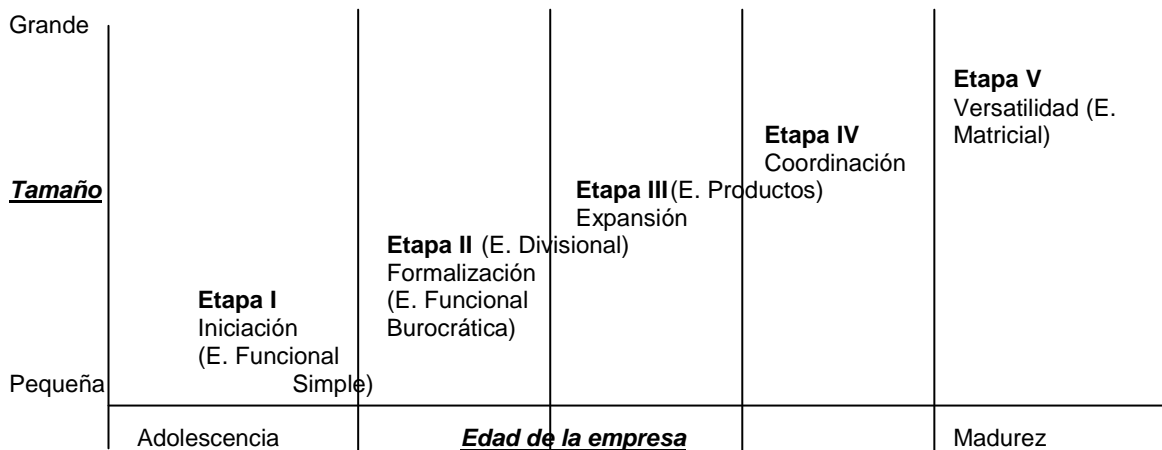 Grande
Etapa V
Versatilidad (E.
Matricial)
Etapa IV
Coordinación
Tamaño
Etapa III(E. Productos)
Expansión
Etapa II (E. Divisional)
Formalización
(E. Funcional
Burocrática)
Etapa I
Iniciación
(E. Funcional
Simple)
Pequeña
Adolescencia
Edad de la empresa
Madurez